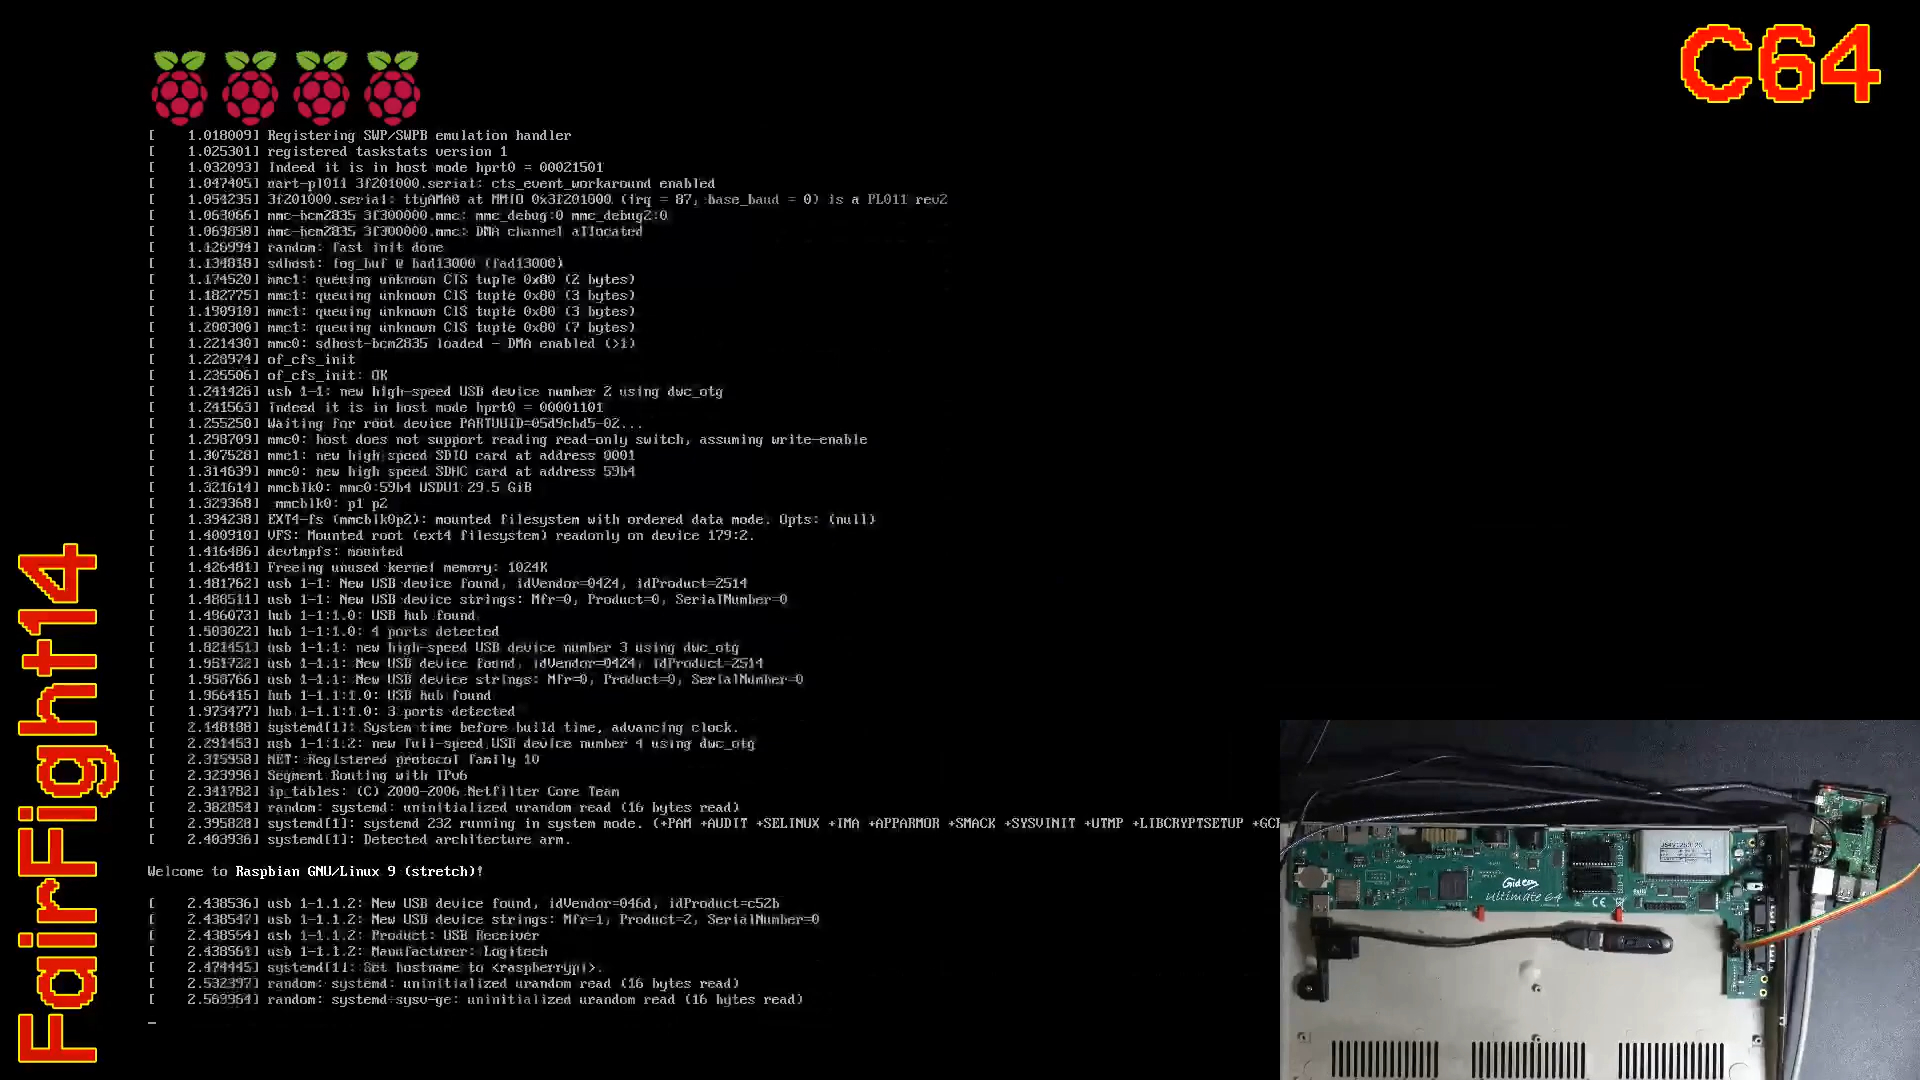 C64
FairFight14
[    1.018009] Registering SWP/SWPB emulation handler
[    1.025301] registered taskstats version 1
[    1.032093] Indeed it is in host mode hprt0 = 00021501
[    1.047405] uart-pl011 3f201000.serial: cts_event_workaround enabled
[    1.054235] 3f201000.serial: ttyAMA0 at MMIO 0x3f201000 (irq = 87, base_baud = 0) is a PL011 rev2
[    1.063066] mmc-bcm2835 3f300000.mmc: mmc_debug:0 mmc_debug2:0
[    1.069850] mmc-bcm2835 3f300000.mmc: DMA channel allocated
[    1.126994] random: fast init done
[    1.134818] sdhost: log_buf @ bad13000 (fad13000)
[    1.174520] mmc1: queuing unknown CIS tuple 0x80 (2 bytes)
[    1.182775] mmc1: queuing unknown CIS tuple 0x80 (3 bytes)
[    1.190910] mmc1: queuing unknown CIS tuple 0x80 (3 bytes)
[    1.200300] mmc1: queuing unknown CIS tuple 0x80 (7 bytes)
[    1.221430] mmc0: sdhost-bcm2835 loaded - DMA enabled (>1)
[    1.228974] of_cfs_init
[    1.235506] of_cfs_init: OK
[    1.241426] usb 1-1: new high-speed USB device number 2 using dwc_otg
[    1.241563] Indeed it is in host mode hprt0 = 00001101
[    1.255250] Waiting for root device PARTUUID=05d9cbd5-02...
[    1.298709] mmc0: host does not support reading read-only switch, assuming write-enable
[    1.307528] mmc1: new high speed SDIO card at address 0001
[    1.314639] mmc0: new high speed SDHC card at address 59b4
[    1.321614] mmcblk0: mmc0:59b4 USDU1 29.5 GiB
[    1.329368]  mmcblk0: p1 p2
[    1.394238] EXT4-fs (mmcblk0p2): mounted filesystem with ordered data mode. Opts: (null)
[    1.400910] VFS: Mounted root (ext4 filesystem) readonly on device 179:2.
[    1.416486] devtmpfs: mounted
[    1.426481] Freeing unused kernel memory: 1024K
[    1.481762] usb 1-1: New USB device found, idVendor=0424, idProduct=2514
[    1.488511] usb 1-1: New USB device strings: Mfr=0, Product=0, SerialNumber=0
[    1.496073] hub 1-1:1.0: USB hub found
[    1.503022] hub 1-1:1.0: 4 ports detected
[    1.821451] usb 1-1.1: new high-speed USB device number 3 using dwc_otg
[    1.951722] usb 1-1.1: New USB device found, idVendor=0424, idProduct=2514
[    1.958766] usb 1-1.1: New USB device strings: Mfr=0, Product=0, SerialNumber=0
[    1.966415] hub 1-1.1:1.0: USB hub found
[    1.973477] hub 1-1.1:1.0: 3 ports detected
[    2.148188] systemd[1]: System time before build time, advancing clock.
[    2.291453] usb 1-1.1.2: new full-speed USB device number 4 using dwc_otg
[    2.315958] NET: Registered protocol family 10
[    2.323996] Segment Routing with IPv6
[    2.341782] ip_tables: (C) 2000-2006 Netfilter Core Team
[    2.382854] random: systemd: uninitialized urandom read (16 bytes read)
[    2.395828] systemd[1]: systemd 232 running in system mode. (+PAM +AUDIT +SELINUX +IMA +APPARMOR +SMACK +SYSVINIT +UTMP +LIBCRYPTSETUP
[    2.403936] systemd[1]: Detected architecture arm.
Welcome to Raspbian GNU/Linux 9 (stretch)!
[    2.438536] usb 1-1.1.2: New USB device found, idVendor=046d, idProduct=c52b
[    2.438547] usb 1-1.1.2: New USB device strings: Mfr=1, Product=2, SerialNumber=0
[    2.438554] usb 1-1.1.2: Product: USB Receiver
[    2.438561] usb 1-1.1.2: Manufacturer: Logitech
[    2.474445] systemd[1]: Set hostname to <raspberrypi>.
[    2.532397] random: systemd: uninitialized urandom read (16 bytes read)
[    2.569964] random: systemd-sysv-ge: uninitialized urandom read (16 bytes read)
Gideon
Ultimate 64
CE